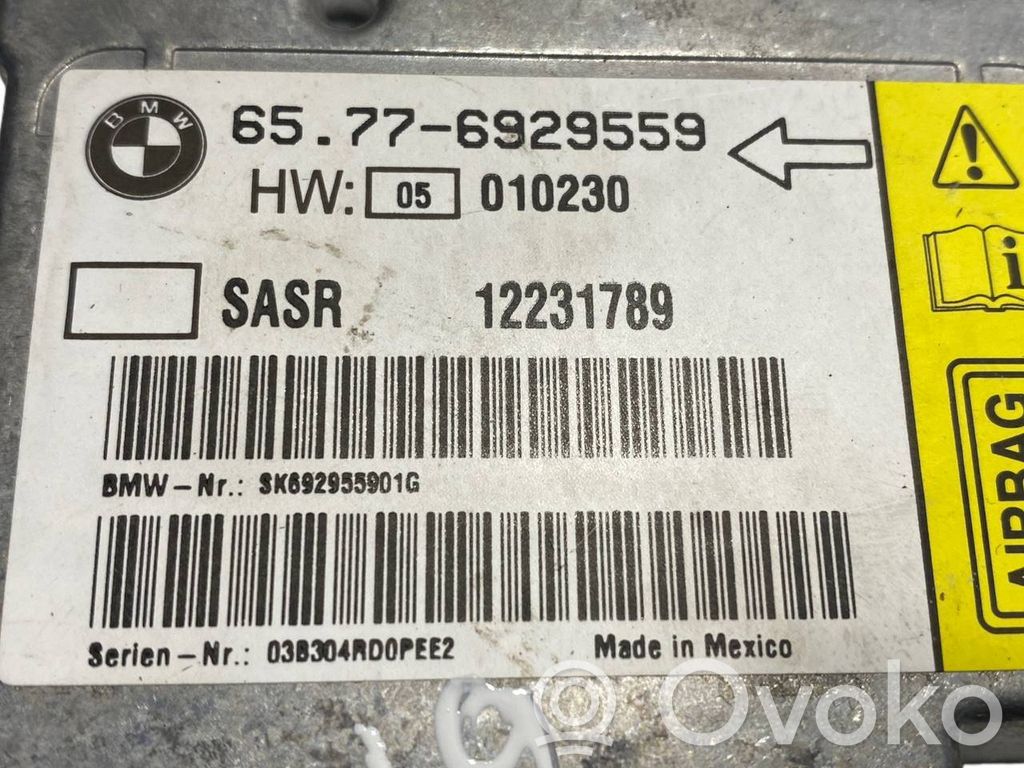 BMW
65.77-6929559
HW: 05 010230
SASR 12231789
BMW-Nr.: SK692955901G
Serien-Nr.: 03B304RD0PEE2 Made in Mexico
i
AIRBAG
Ovoko